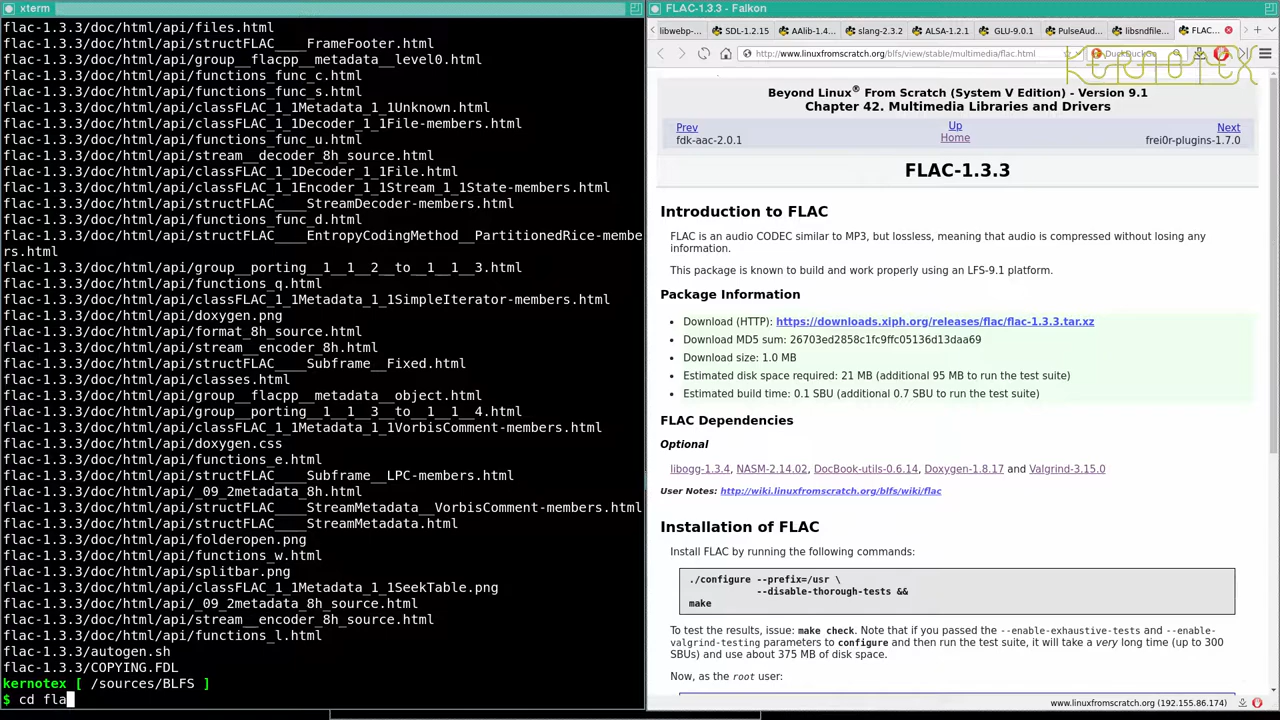 xterm
flac-1.3.3/doc/html/api/files.html
flac-1.3.3/doc/html/api/structFLAC____FrameFooter.html
flac-1.3.3/doc/html/api/group__flacpp__metadata__level0.html
flac-1.3.3/doc/html/api/functions_func_c.html
flac-1.3.3/doc/html/api/functions_func_s.html
flac-1.3.3/doc/html/api/classFLAC_1_1Metadata_1_1Unknown.html
flac-1.3.3/doc/html/api/classFLAC_1_1Decoder_1_1File-members.html
flac-1.3.3/doc/html/api/functions_func_u.html
flac-1.3.3/doc/html/api/stream__decoder_8h_source.html
flac-1.3.3/doc/html/api/classFLAC_1_1Decoder_1_1File.html
flac-1.3.3/doc/html/api/classFLAC_1_1Encoder_1_1Stream_1_1State-members.html
flac-1.3.3/doc/html/api/structFLAC____StreamDecoder-members.html
flac-1.3.3/doc/html/api/functions_func_d.html
flac-1.3.3/doc/html/api/structFLAC____EntropyCodingMethod__PartitionedRice-membe
rs.html
flac-1.3.3/doc/html/api/group__porting__1__1__2__to__1__1__3.html
flac-1.3.3/doc/html/api/functions_q.html
flac-1.3.3/doc/html/api/classFLAC_1_1Metadata_1_1SimpleIterator-members.html
flac-1.3.3/doc/html/api/doxygen.png
flac-1.3.3/doc/html/api/format_8h_source.html
flac-1.3.3/doc/html/api/stream__encoder_8h.html
flac-1.3.3/doc/html/api/structFLAC____Subframe__Fixed.html
flac-1.3.3/doc/html/api/classes.html
flac-1.3.3/doc/html/api/group__flacpp__metadata__object.html
flac-1.3.3/doc/html/api/group__porting__1__1__3__to__1__1__4.html
flac-1.3.3/doc/html/api/classFLAC_1_1Metadata_1_1VorbisComment-members.html
flac-1.3.3/doc/html/api/doxygen.css
flac-1.3.3/doc/html/api/functions_e.html
flac-1.3.3/doc/html/api/structFLAC____Subframe__LPC-members.html
flac-1.3.3/doc/html/api/_09_2metadata_8h.html
flac-1.3.3/doc/html/api/structFLAC____StreamMetadata__VorbisComment-members.html
flac-1.3.3/doc/html/api/structFLAC____StreamMetadata.html
flac-1.3.3/doc/html/api/folderopen.png
flac-1.3.3/doc/html/api/functions_w.html
flac-1.3.3/doc/html/api/splitbar.png
flac-1.3.3/doc/html/api/classFLAC_1_1Metadata_1_1SeekTable.png
flac-1.3.3/doc/html/api/_09_2metadata_8h_source.html
flac-1.3.3/doc/html/api/stream__encoder_8h_source.html
flac-1.3.3/doc/html/api/functions_l.html
flac-1.3.3/autogen.sh
flac-1.3.3/COPYING.FDL
kernotex [ /sources/BLFS ]
$ cd fla
FLAC-1.3.3 - Falkon
libwebp-... SDL-1.2.15 AAlib-1.4... slang-2.3.2 ALSA-1.2.1 GLU-9.0.1 PulseAud... libsndfile... FLAC...
http://www.linuxfromscratch.org/blfs/view/stable/multimedia/flac.html
DuckDuckGo
KERNOTEX
Beyond Linux® From Scratch (System V Edition) - Version 9.1
Chapter 42. Multimedia Libraries and Drivers
Prev Up Next
fdk-aac-2.0.1 Home frei0r-plugins-1.7.0
FLAC-1.3.3
Introduction to FLAC
FLAC is an audio CODEC similar to MP3, but lossless, meaning that audio is compressed without losing any
information.
This package is known to build and work properly using an LFS-9.1 platform.
Package Information
• Download (HTTP): https://downloads.xiph.org/releases/flac/flac-1.3.3.tar.xz
• Download MD5 sum: 26703ed2858c1fc9ffc05136d13daa69
• Download size: 1.0 MB
• Estimated disk space required: 21 MB (additional 95 MB to run the test suite)
• Estimated build time: 0.1 SBU (additional 0.7 SBU to run the test suite)
FLAC Dependencies
Optional
libogg-1.3.4, NASM-2.14.02, DocBook-utils-0.6.14, Doxygen-1.8.17 and Valgrind-3.15.0
User Notes: http://wiki.linuxfromscratch.org/blfs/wiki/flac
Installation of FLAC
Install FLAC by running the following commands:
./configure --prefix=/usr \
--disable-thorough-tests &&
make
To test the results, issue: make check. Note that if you passed the --enable-exhaustive-tests and --enable-
valgrind-testing parameters to configure and then run the test suite, it will take a very long time (up to 300
SBUs) and use about 375 MB of disk space.
Now, as the root user:
www.linuxfromscratch.org (192.155.86.174)